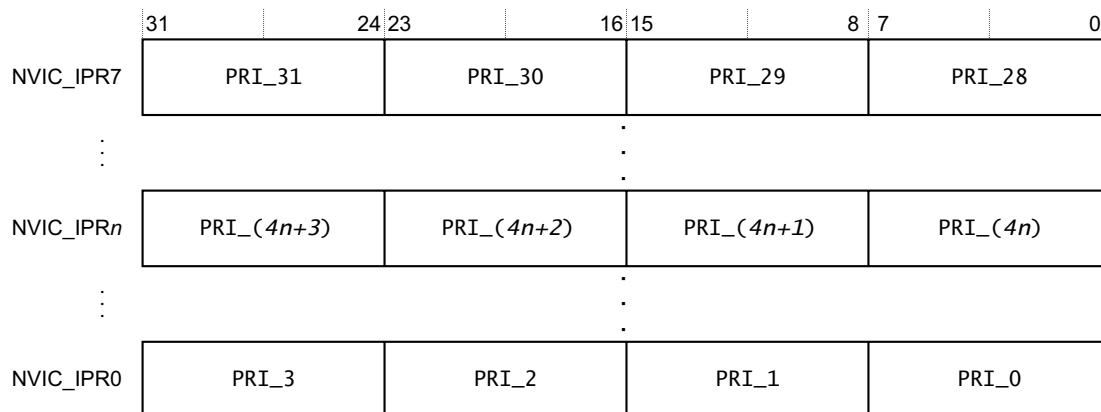 31 24 23 16 15 8 7 0
NVIC_IPR7 PRI_31 PRI_30 PRI_29 PRI_28
NVIC_IPRn PRI_(4n+3) PRI_(4n+2) PRI_(4n+1) PRI_(4n)
NVIC_IPR0 PRI_3 PRI_2 PRI_1 PRI_0